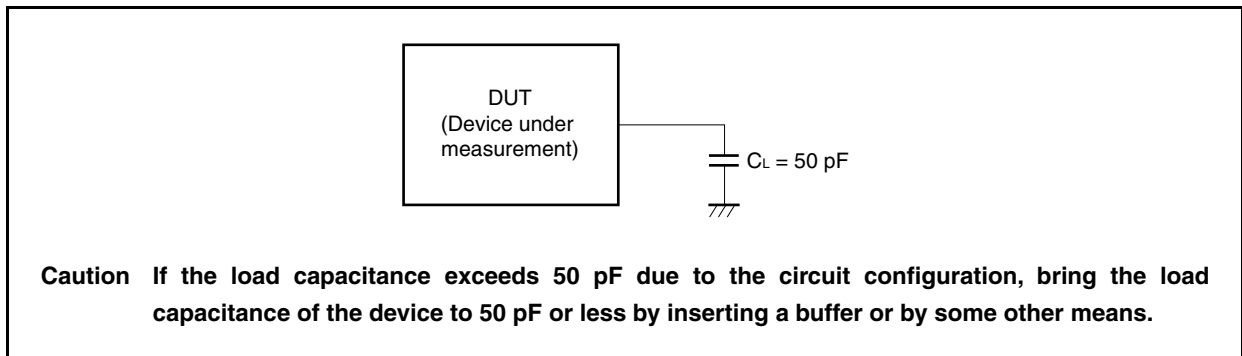 DUT
(Device under
measurement)
CL = 50 pF
Caution If the load capacitance exceeds 50 pF due to the circuit configuration, bring the load
capacitance of the device to 50 pF or less by inserting a buffer or by some other means.